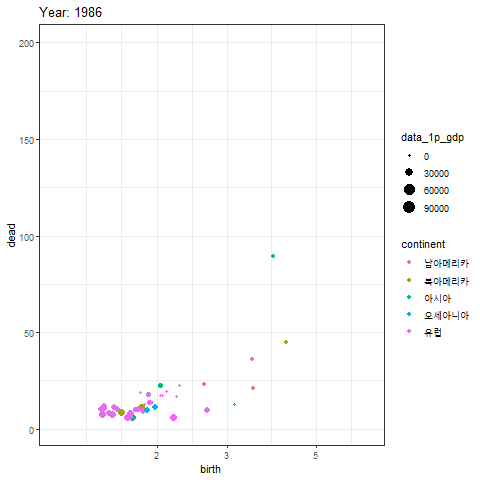 Year: 1986
200
150
100
50
0
dead
2 3 5
birth
data_1p_gdp
0
30000
60000
90000
continent
남아메리카
북아메리카
아시아
오세아니아
유럽